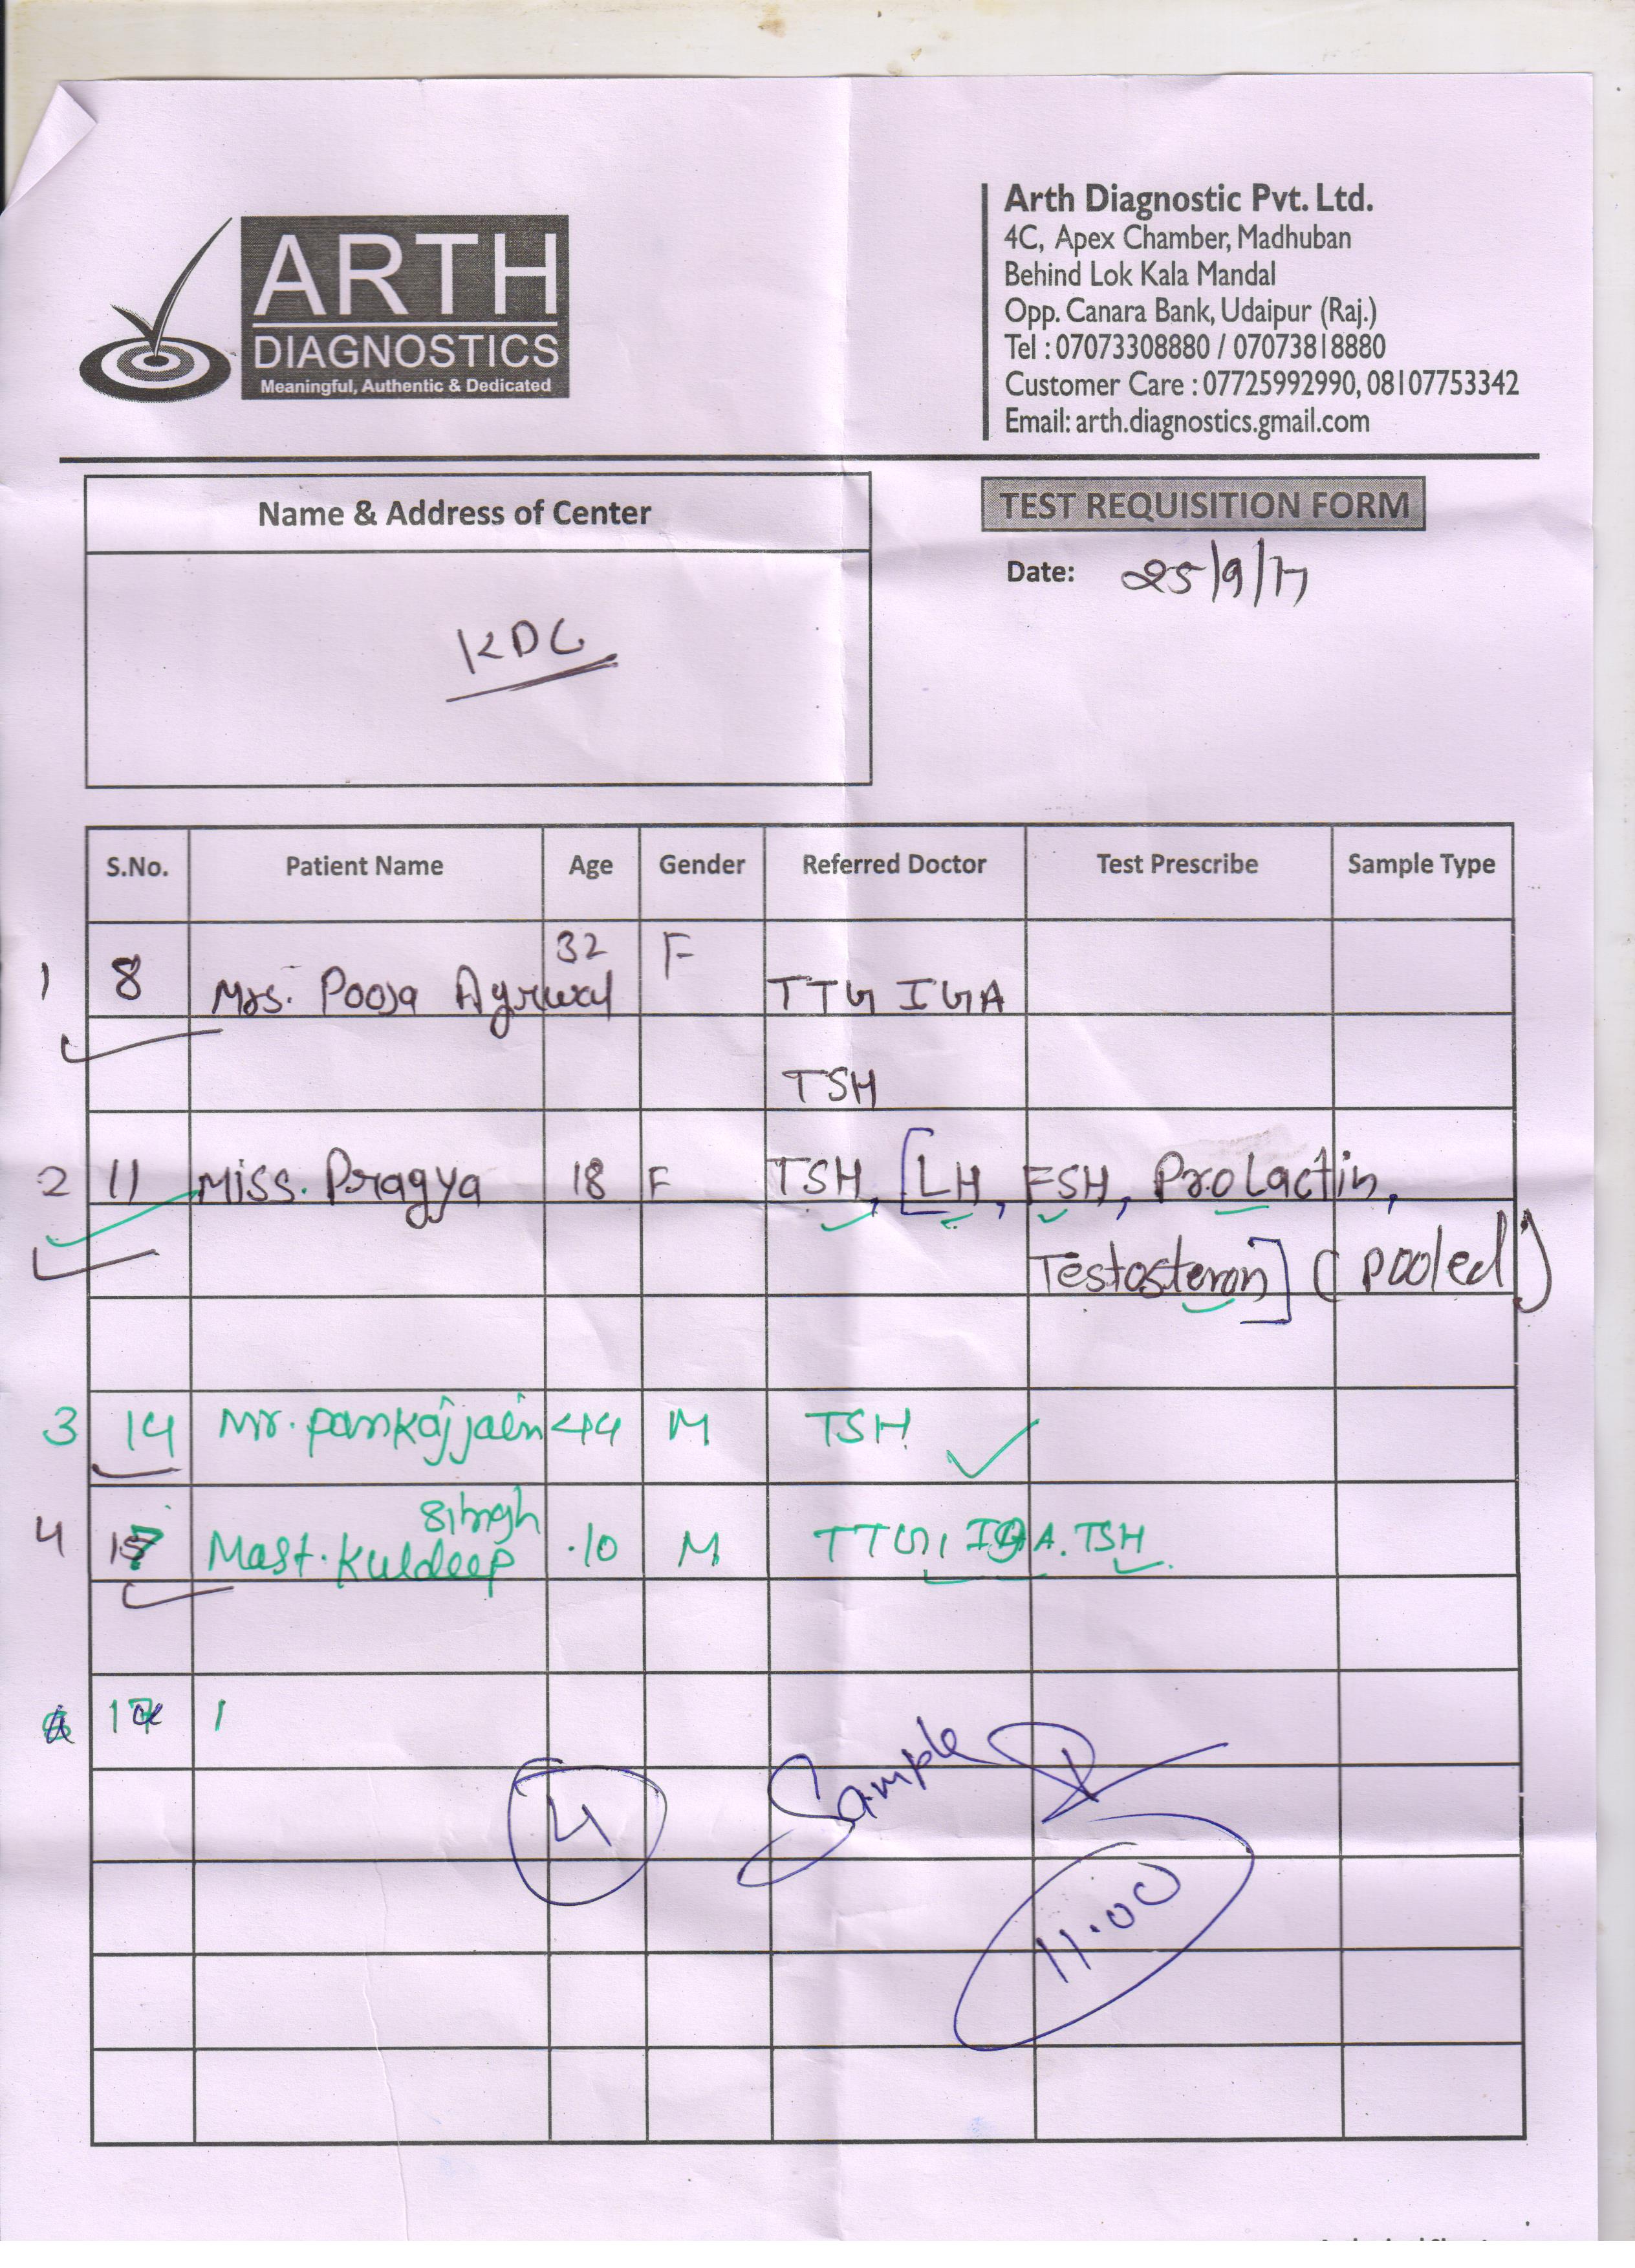 ARTH
DIAGNOSTICS
Meaningful, Authentic & Dedicated
Arth Diagnostic Pvt. Ltd.
4C, Apex Chamber, Madhuban
Behind Lok Kala Mandal
Opp. Canara Bank, Udaipur (Raj.)
Tel : 07073308880 / 07073818880
Customer Care : 07725992990, 08107753342
Email: arth.diagnostics.gmail.com
Name & Address of Center
KDC
TEST REQUISITION FORM
Date: 25/9/17
S.No. Patient Name Age Gender Referred Doctor Test Prescribe Sample Type
1 8 Mrs. Pooja Agrwal 32 F TTG IGA
TSH
2 11 Miss. Pragya 18 F TSH, [LH, FSH, Prolactin,
Testosteron] (pooled)
3 14 Mr. Pankaj jain 44 M TSH
4 17 Mast. Kuldeep Singh 10 M TTG, IGA. TSH
17
4 Sample
11.00